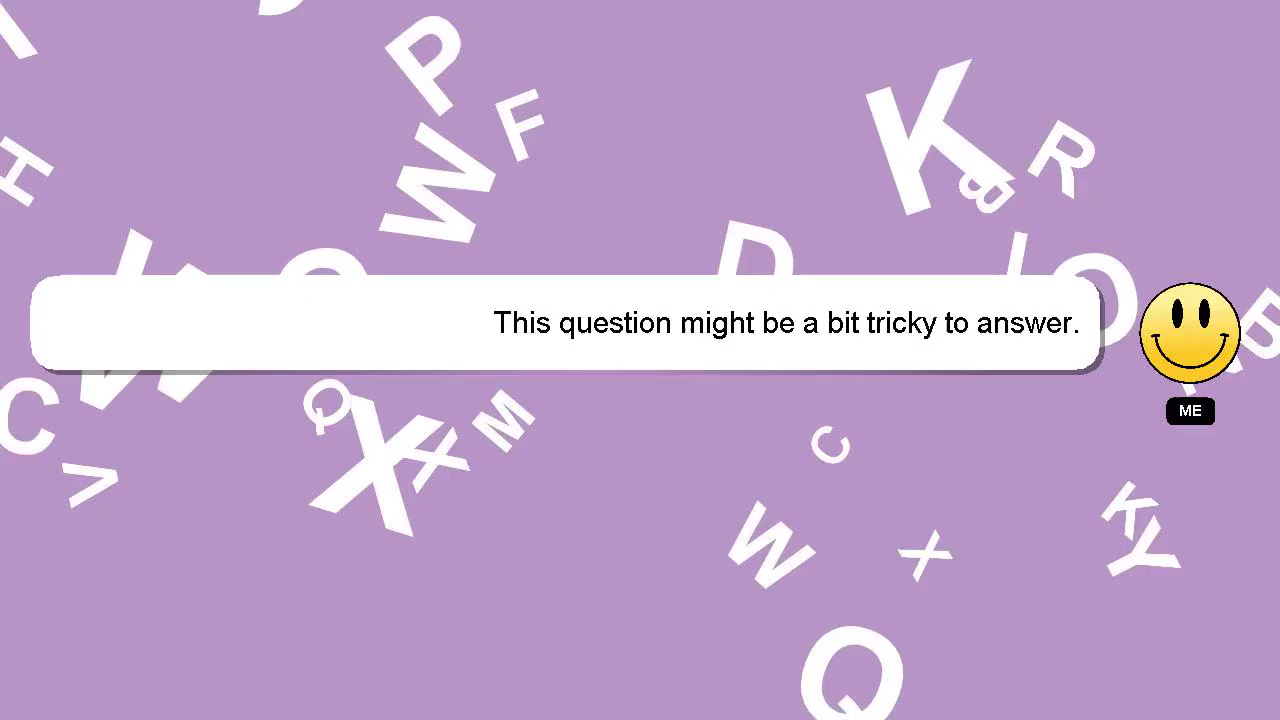 This question might be a bit tricky to answer.
ME
P
F
K
R
B
H
W
D
I
O
B
W
C
Q
X
X
M
V
C
W
X
K
Y
Q